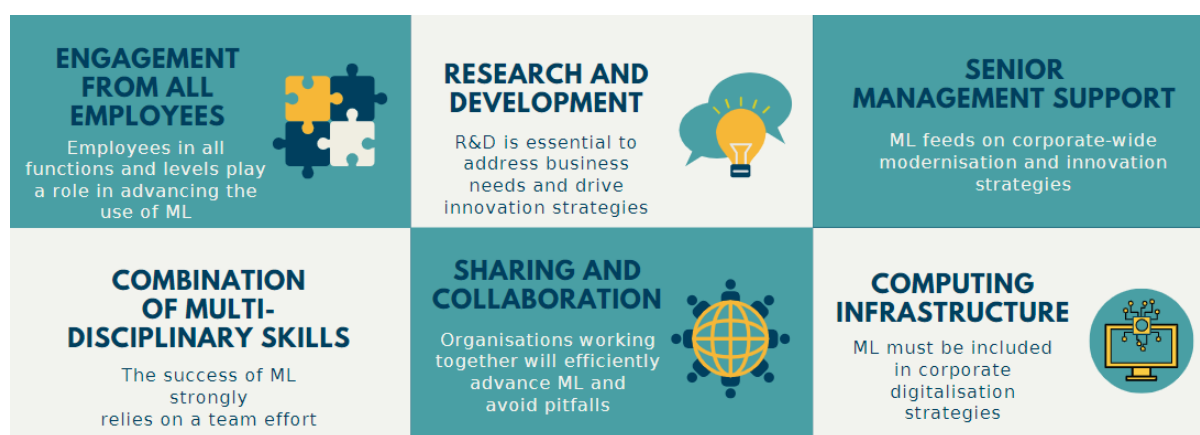 ENGAGEMENT
FROM ALL
EMPLOYEES
Employees in all
functions and levels play
a role in advancing the
use of ML
RESEARCH AND
DEVELOPMENT
R&D is essential to
address business
needs and drive
innovation strategies
SENIOR
MANAGEMENT SUPPORT
ML feeds on corporate-wide
modernisation and innovation
strategies
COMBINATION
OF MULTI-
DISCIPLINARY SKILLS
The success of ML
strongly
relies on a team effort
SHARING AND
COLLABORATION
Organisations working
together will efficiently
advance ML and
avoid pitfalls
COMPUTING
INFRASTRUCTURE
ML must be included
in corporate
digitalisation
strategies